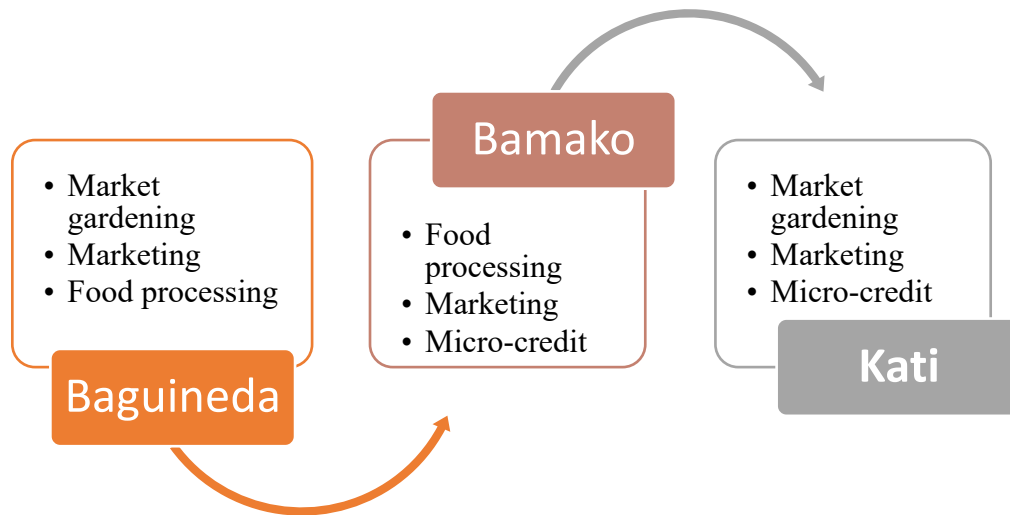 • Market
gardening
• Marketing
• Food processing
Baguineda
Bamako
• Food
processing
• Marketing
• Micro-credit
• Market
gardening
• Marketing
• Micro-credit
Kati